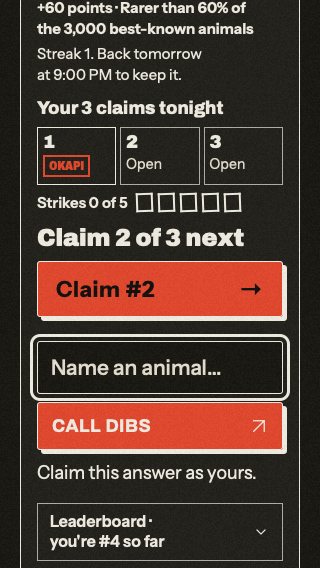 +60 points · Rarer than 60% of
the 3,000 best-known animals
Streak 1. Back tomorrow
at 9:00 PM to keep it.
Your 3 claims tonight
1
OKAPI
2
Open
3
Open
Strikes 0 of 5
Claim 2 of 3 next
Claim #2 →
Name an animal...
CALL DIBS
Claim this answer as yours.
Leaderboard ·
you're #4 so far